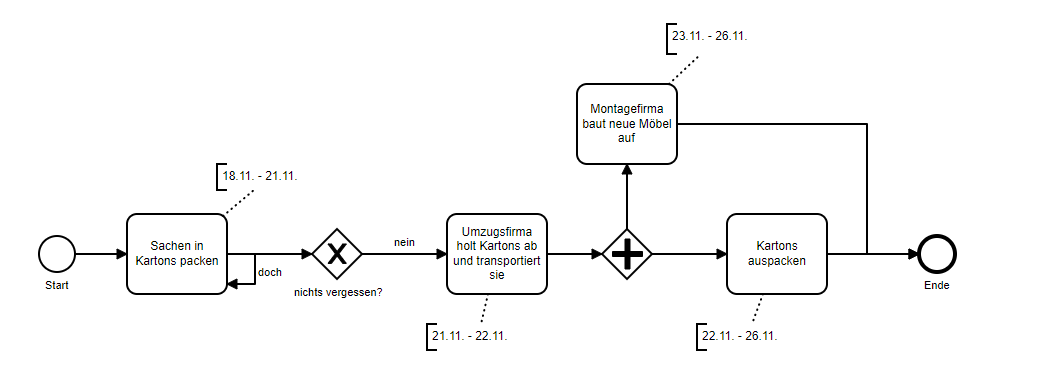 23.11. - 26.11.
Montagefirma
baut neue Möbel
auf
18.11. - 21.11.
Start
Sachen in
Kartons packen
doch
nichts vergessen?
nein
Umzugsfirma
holt Kartons ab
und transportiert
sie
21.11. - 22.11.
Kartons
auspacken
22.11. - 26.11.
Ende